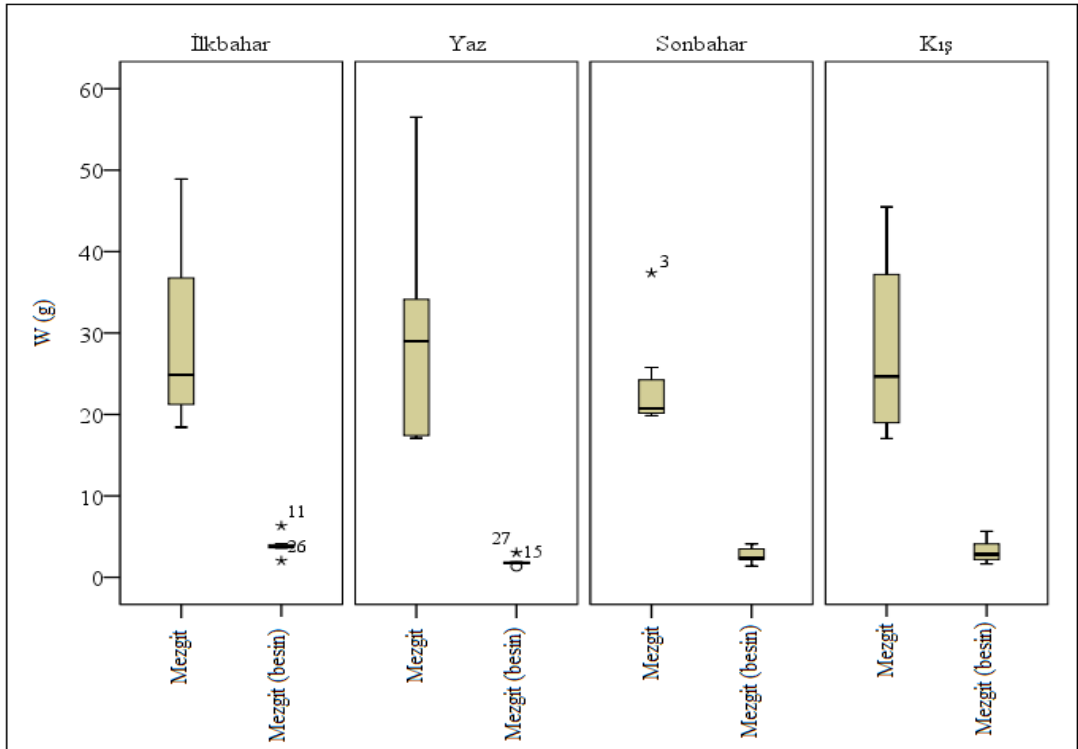 İlkbahar
Yaz
Sonbahar
Kış
60
50
40
30
20
10
0
W (g)
11
26
27
15
3
Mezgit
Mezgit (besin)
Mezgit
Mezgit (besin)
Mezgit
Mezgit (besin)
Mezgit
Mezgit (besin)